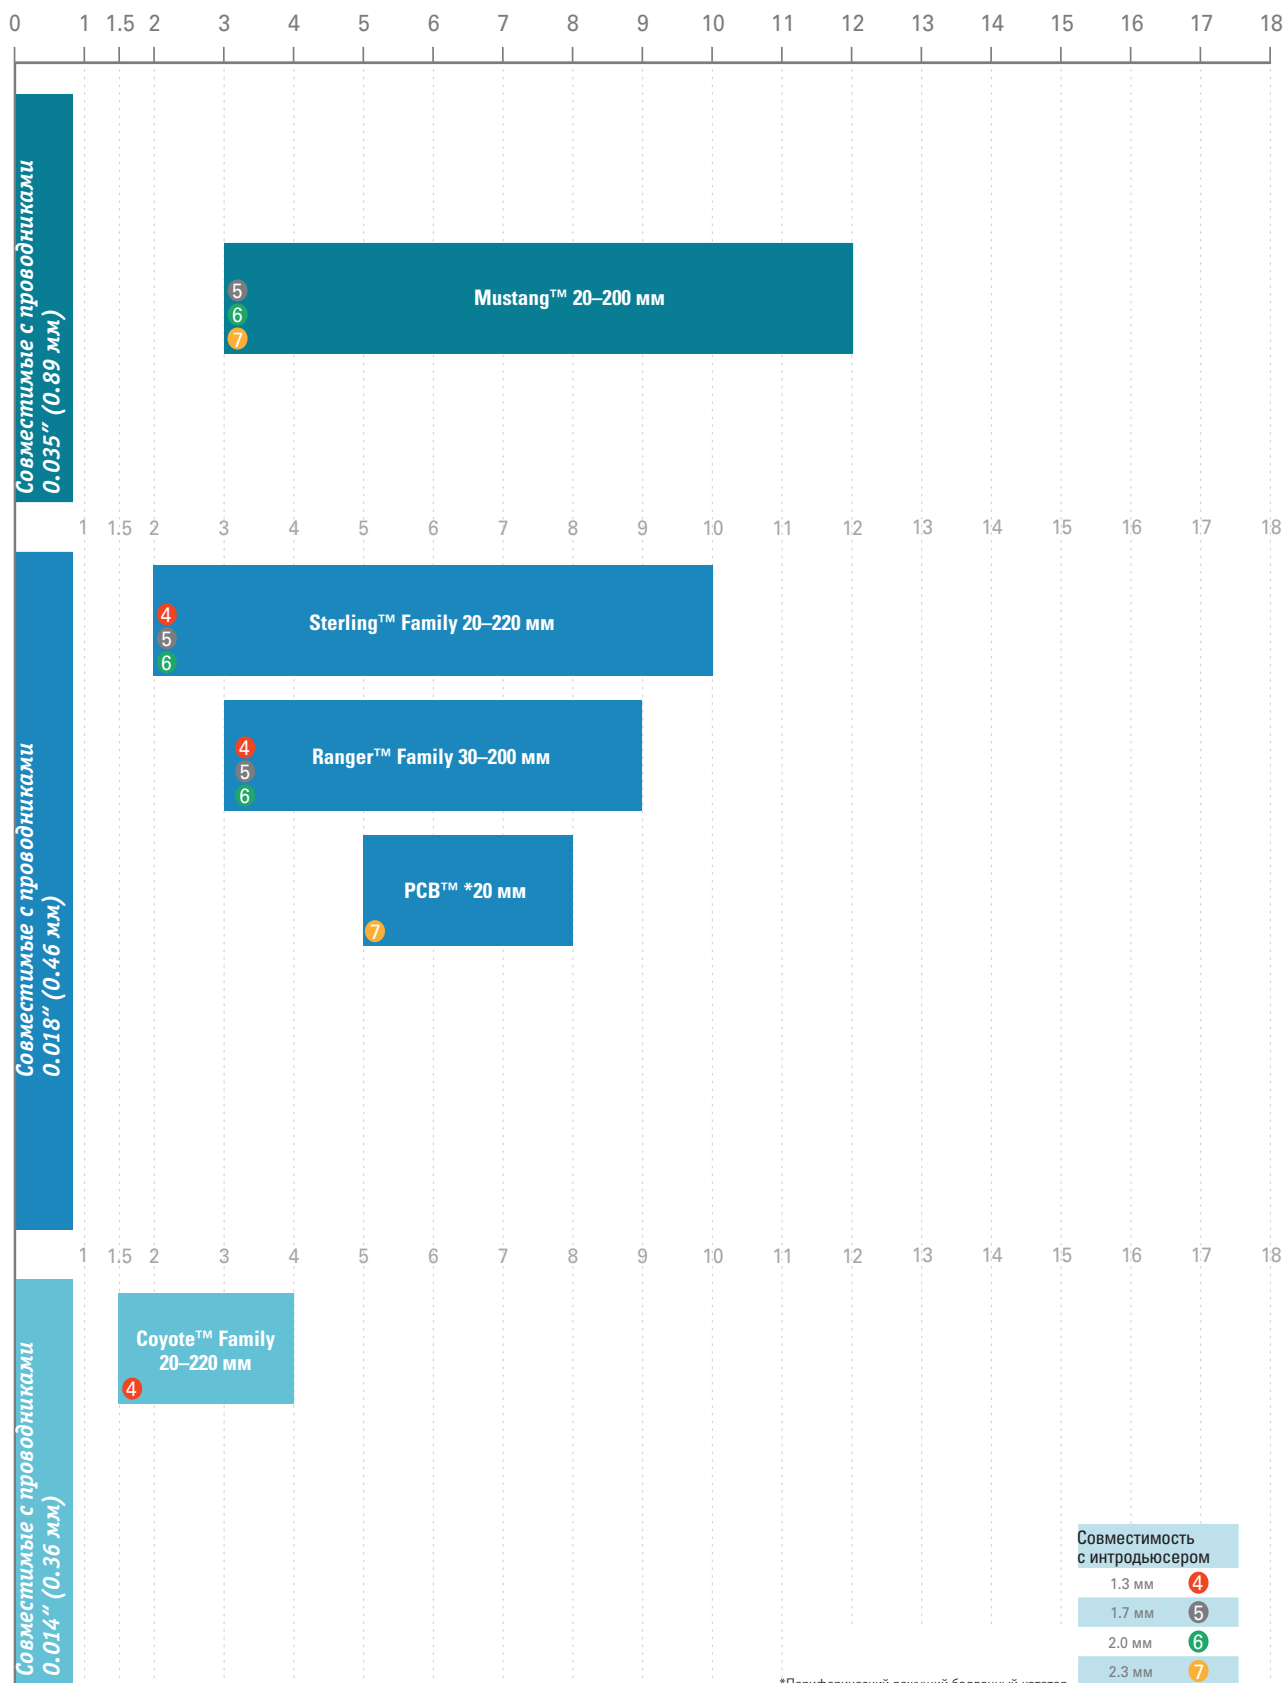 0 1 1.5 2 3 4 5 6 7 8 9 10 11 12 13 14 15 16 17 18
Совместимые с проводниками
0.035″ (0.89 мм)
Mustang™ 20–200 мм
5
6
7
1 1.5 2 3 4 5 6 7 8 9 10 11 12 13 14 15 16 17 18
Совместимые с проводниками
0.018″ (0.46 мм)
Sterling™ Family 20–220 мм
4
5
6
Ranger™ Family 30–200 мм
4
5
6
PCB™ *20 мм
7
1 1.5 2 3 4 5 6 7 8 9 10 11 12 13 14 15 16 17 18
Совместимые с проводниками
0.014″ (0.36 мм)
Coyote™ Family
20–220 мм
4
Совместимость
с интродьюсером
1.3 мм 4
1.7 мм 5
2.0 мм 6
2.3 мм 7
*Периферический режущий баллонный катетер